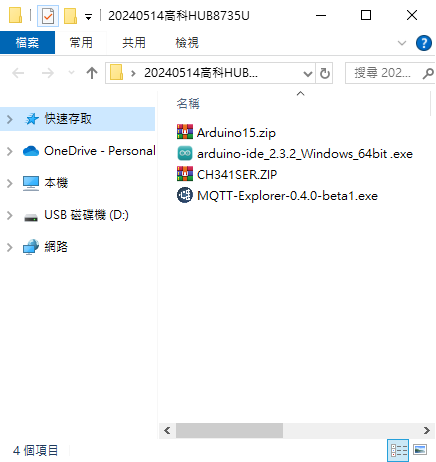 20240514高科HUB8735U
檔案 常用 共用 檢視
20240514高科HUB... 搜尋 202...
名稱
快速存取
OneDrive - Personal
本機
USB 磁碟機 (D:)
網路
Arduino15.zip
arduino-ide_2.3.2_Windows_64bit .exe
CH341SER.ZIP
MQTT-Explorer-0.4.0-beta1.exe
4 個項目